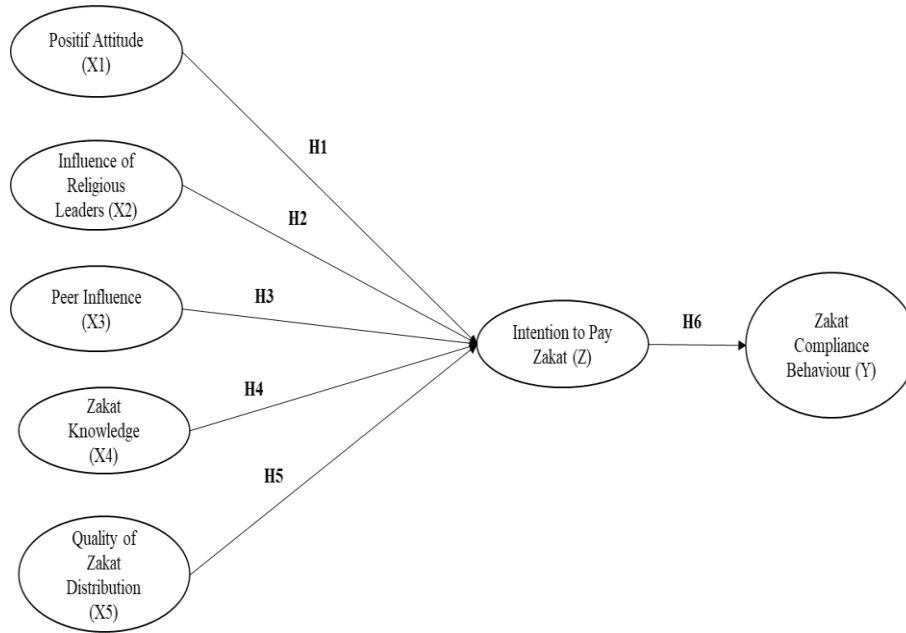 Positif Attitude
(X1)
H1
Influence of
Religious
Leaders (X2)
H2
Peer Influence
(X3)
H3
Intention to Pay
Zakat (Z)
H6
Zakat
Compliance
Behaviour (Y)
Zakat
Knowledge
(X4)
H4
H5
Quality of
Zakat
Distribution
(X5)